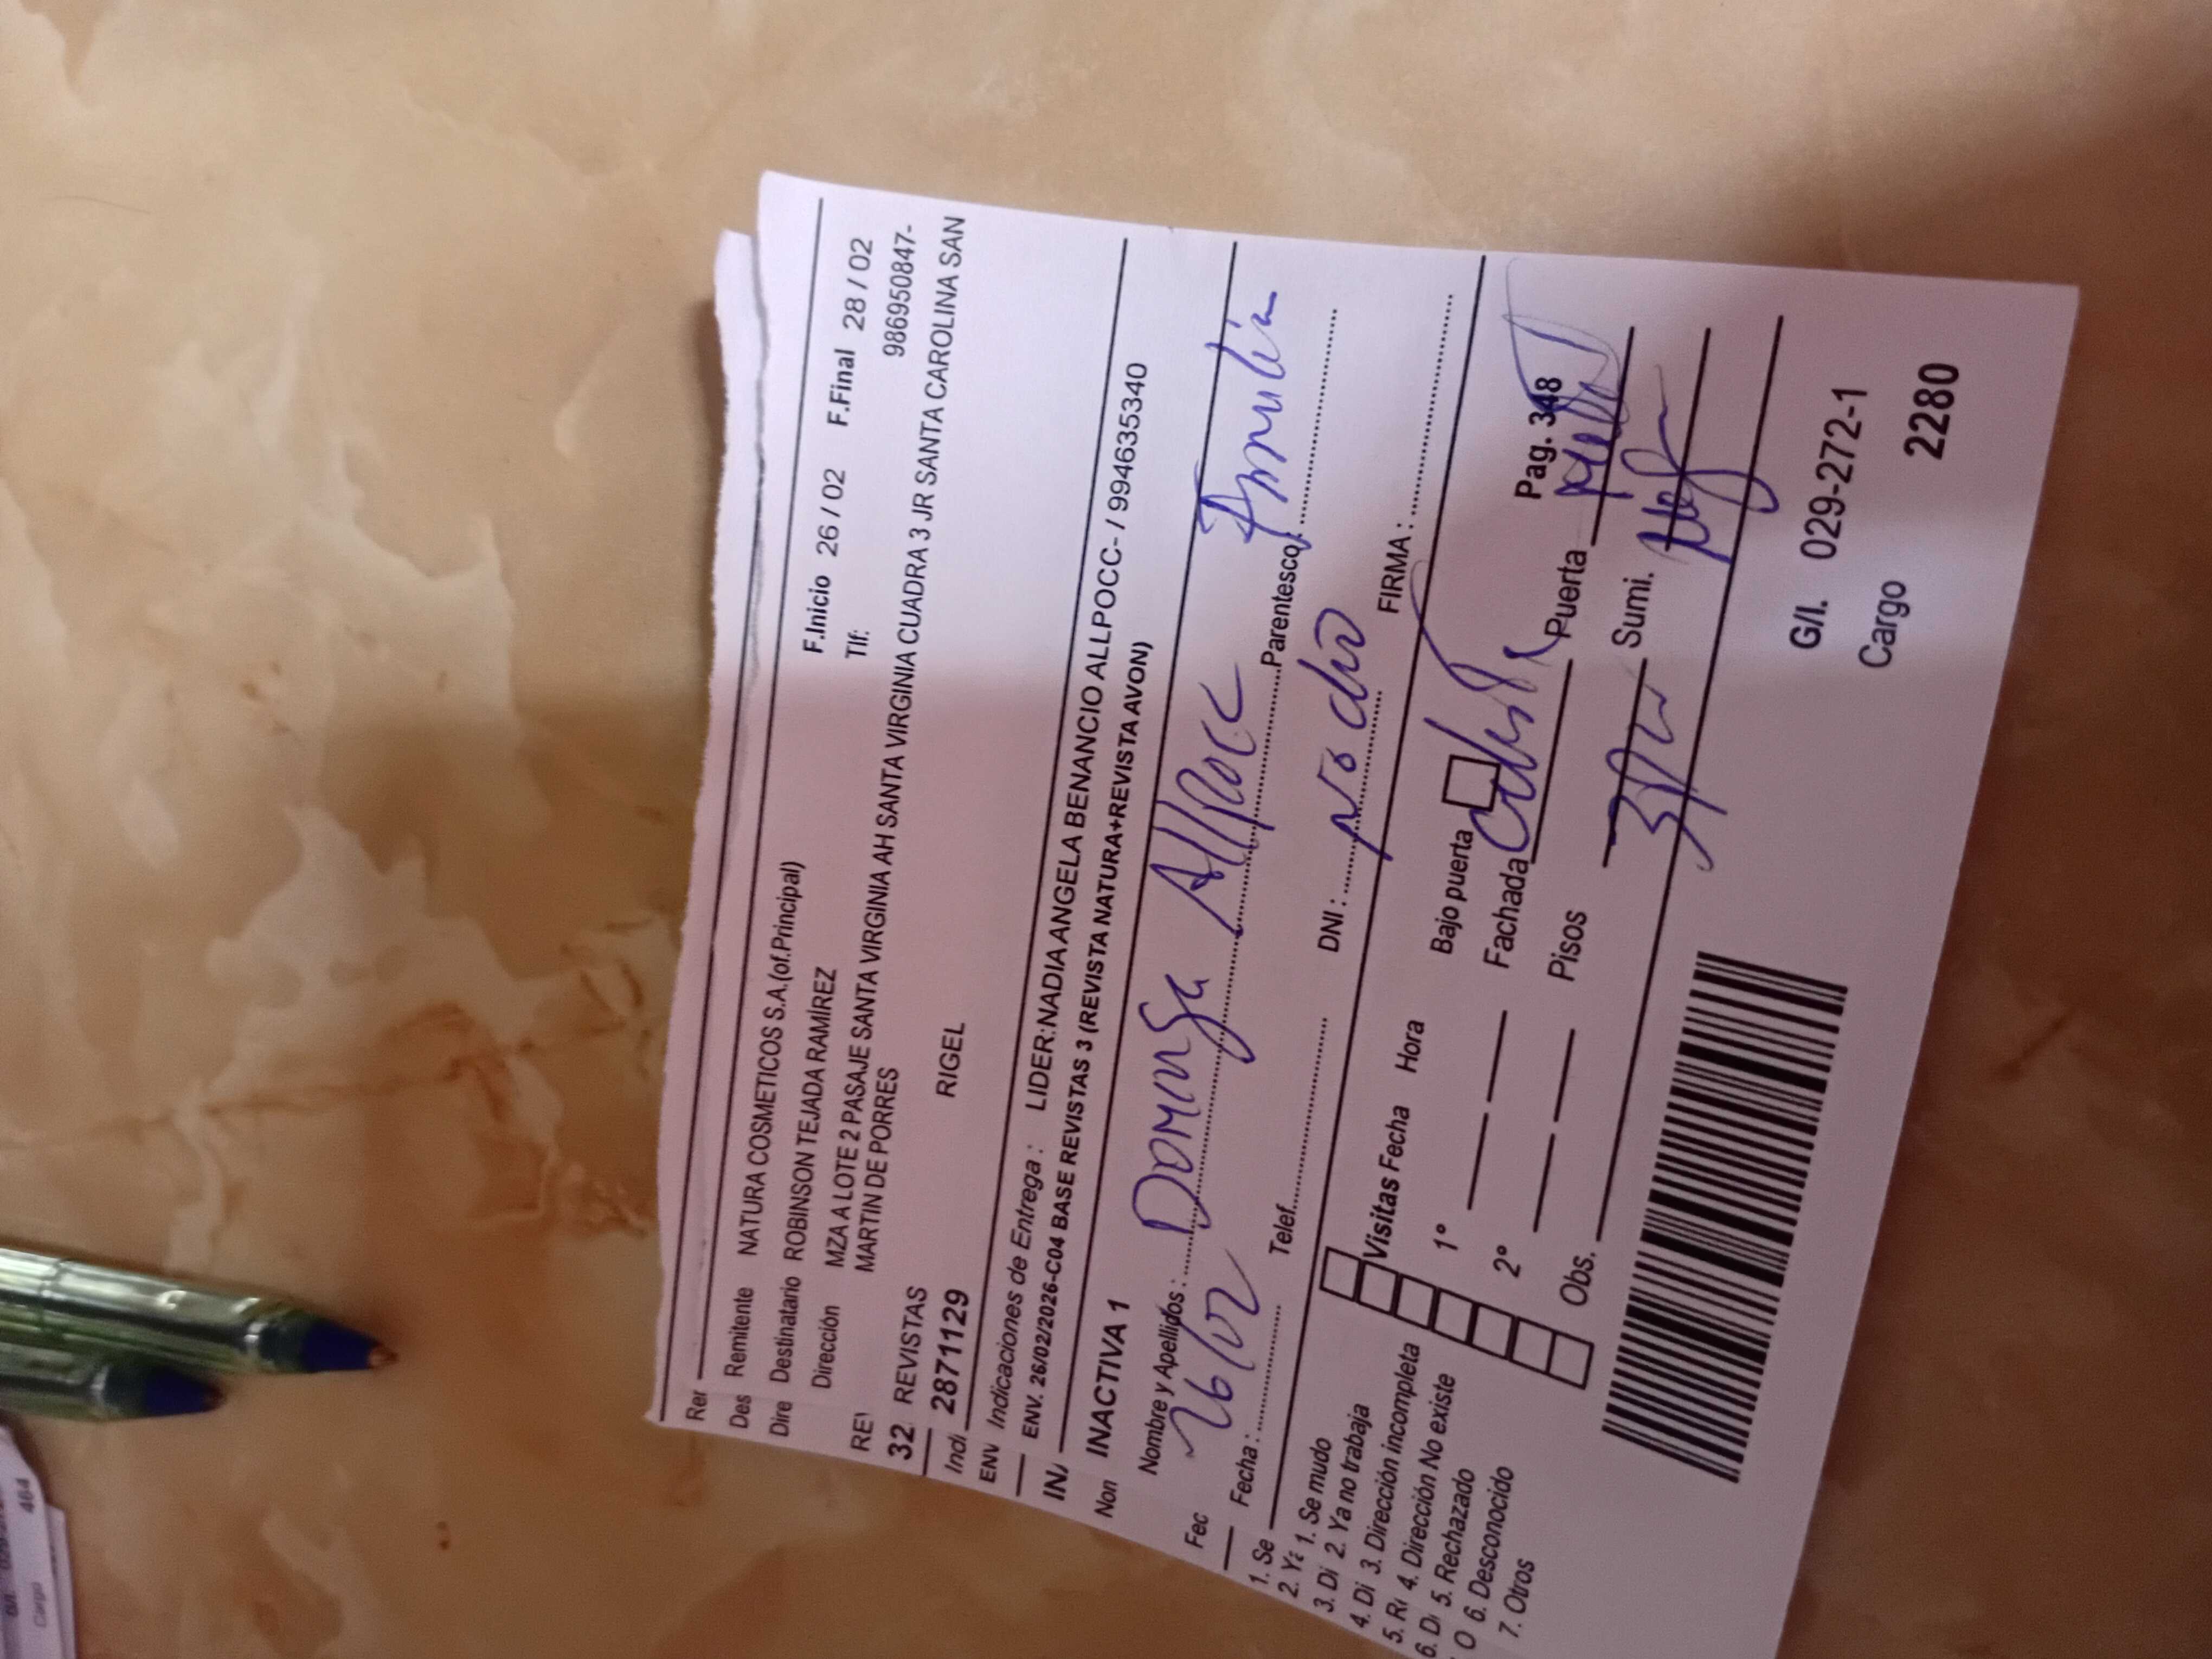 Remitente NATURA COSMETICOS S.A.(of.Principal)
Destinatario ROBINSON TEJADA RAMÍREZ F.Inicio 26 / 02 F.Final 28 / 02
Dirección Tlf: 986950847-
MZA A LOTE 2 PASAJE SANTA VIRGINIA AH SANTA VIRGINIA CUADRA 3 JR SANTA CAROLINA SAN
MARTIN DE PORRES
REVISTAS
2871129 RIGEL
Indicaciones de Entrega : LIDER:NADIA ANGELA BENANCIO ALLPOCC- / 994635340
ENV. 26/02/2026-C04 BASE REVISTAS 3 (REVISTA NATURA+REVISTA AVON)
INACTIVA 1
Nombre y Apellidos : Dominga Allpocc
26/02 Parentesco:
Fecha : Telef. DNI : No dio
FIRMA :
1. Se mudo
2. Ya no trabaja
3. Dirección incompleta
4. Dirección No existe
5. Rechazado
6. Desconocido
7. Otros
Visitas Fecha Hora
1°
2°
Obs.
Bajo puerta Pag. 348
Fachada Puerta
Pisos Sumi.
G/I. 029-272-1
Cargo 2280
Rer
Des
Dire
32
Indi
ENV
IN
Non
Fec
1. Se
3. Di
4. Di
Cargo
464